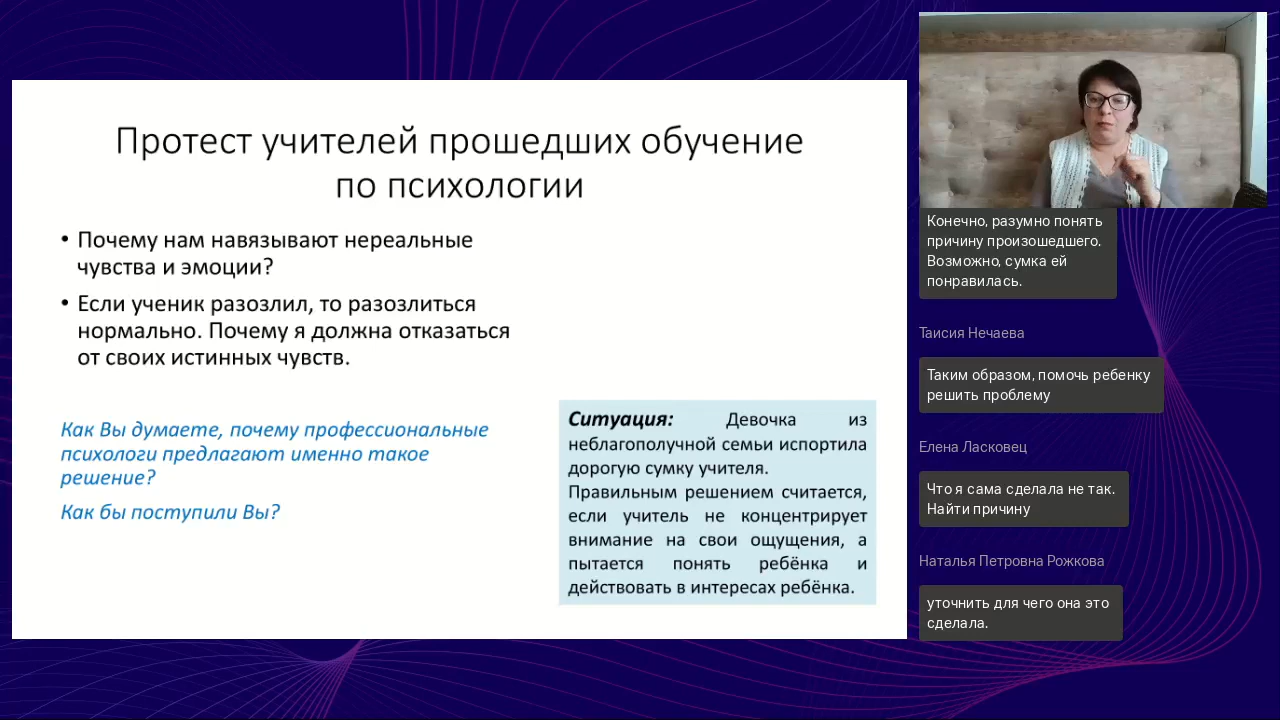 Протест учителей прошедших обучение
по психологии
• Почему нам навязывают нереальные
чувства и эмоции?
• Если ученик разозлил, то разозлиться
нормально. Почему я должна отказаться
от своих истинных чувств.
Как Вы думаете, почему профессиональные
психологи предлагают именно такое
решение?
Как бы поступили Вы?
Ситуация: Девочка из
неблагополучной семьи испортила
дорогую сумку учителя.
Правильным решением считается,
если учитель не концентрирует
внимание на свои ощущения, а
пытается понять ребёнка и
действовать в интересах ребёнка.
Конечно, разумно понять
причину произошедшего.
Возможно, сумка ей
понравилась.
Таисия Нечаева
Таким образом, помочь ребенку
решить проблему
Елена Ласковец
Что я сама сделала не так.
Найти причину
Наталья Петровна Рожкова
уточнить для чего она это
сделала.